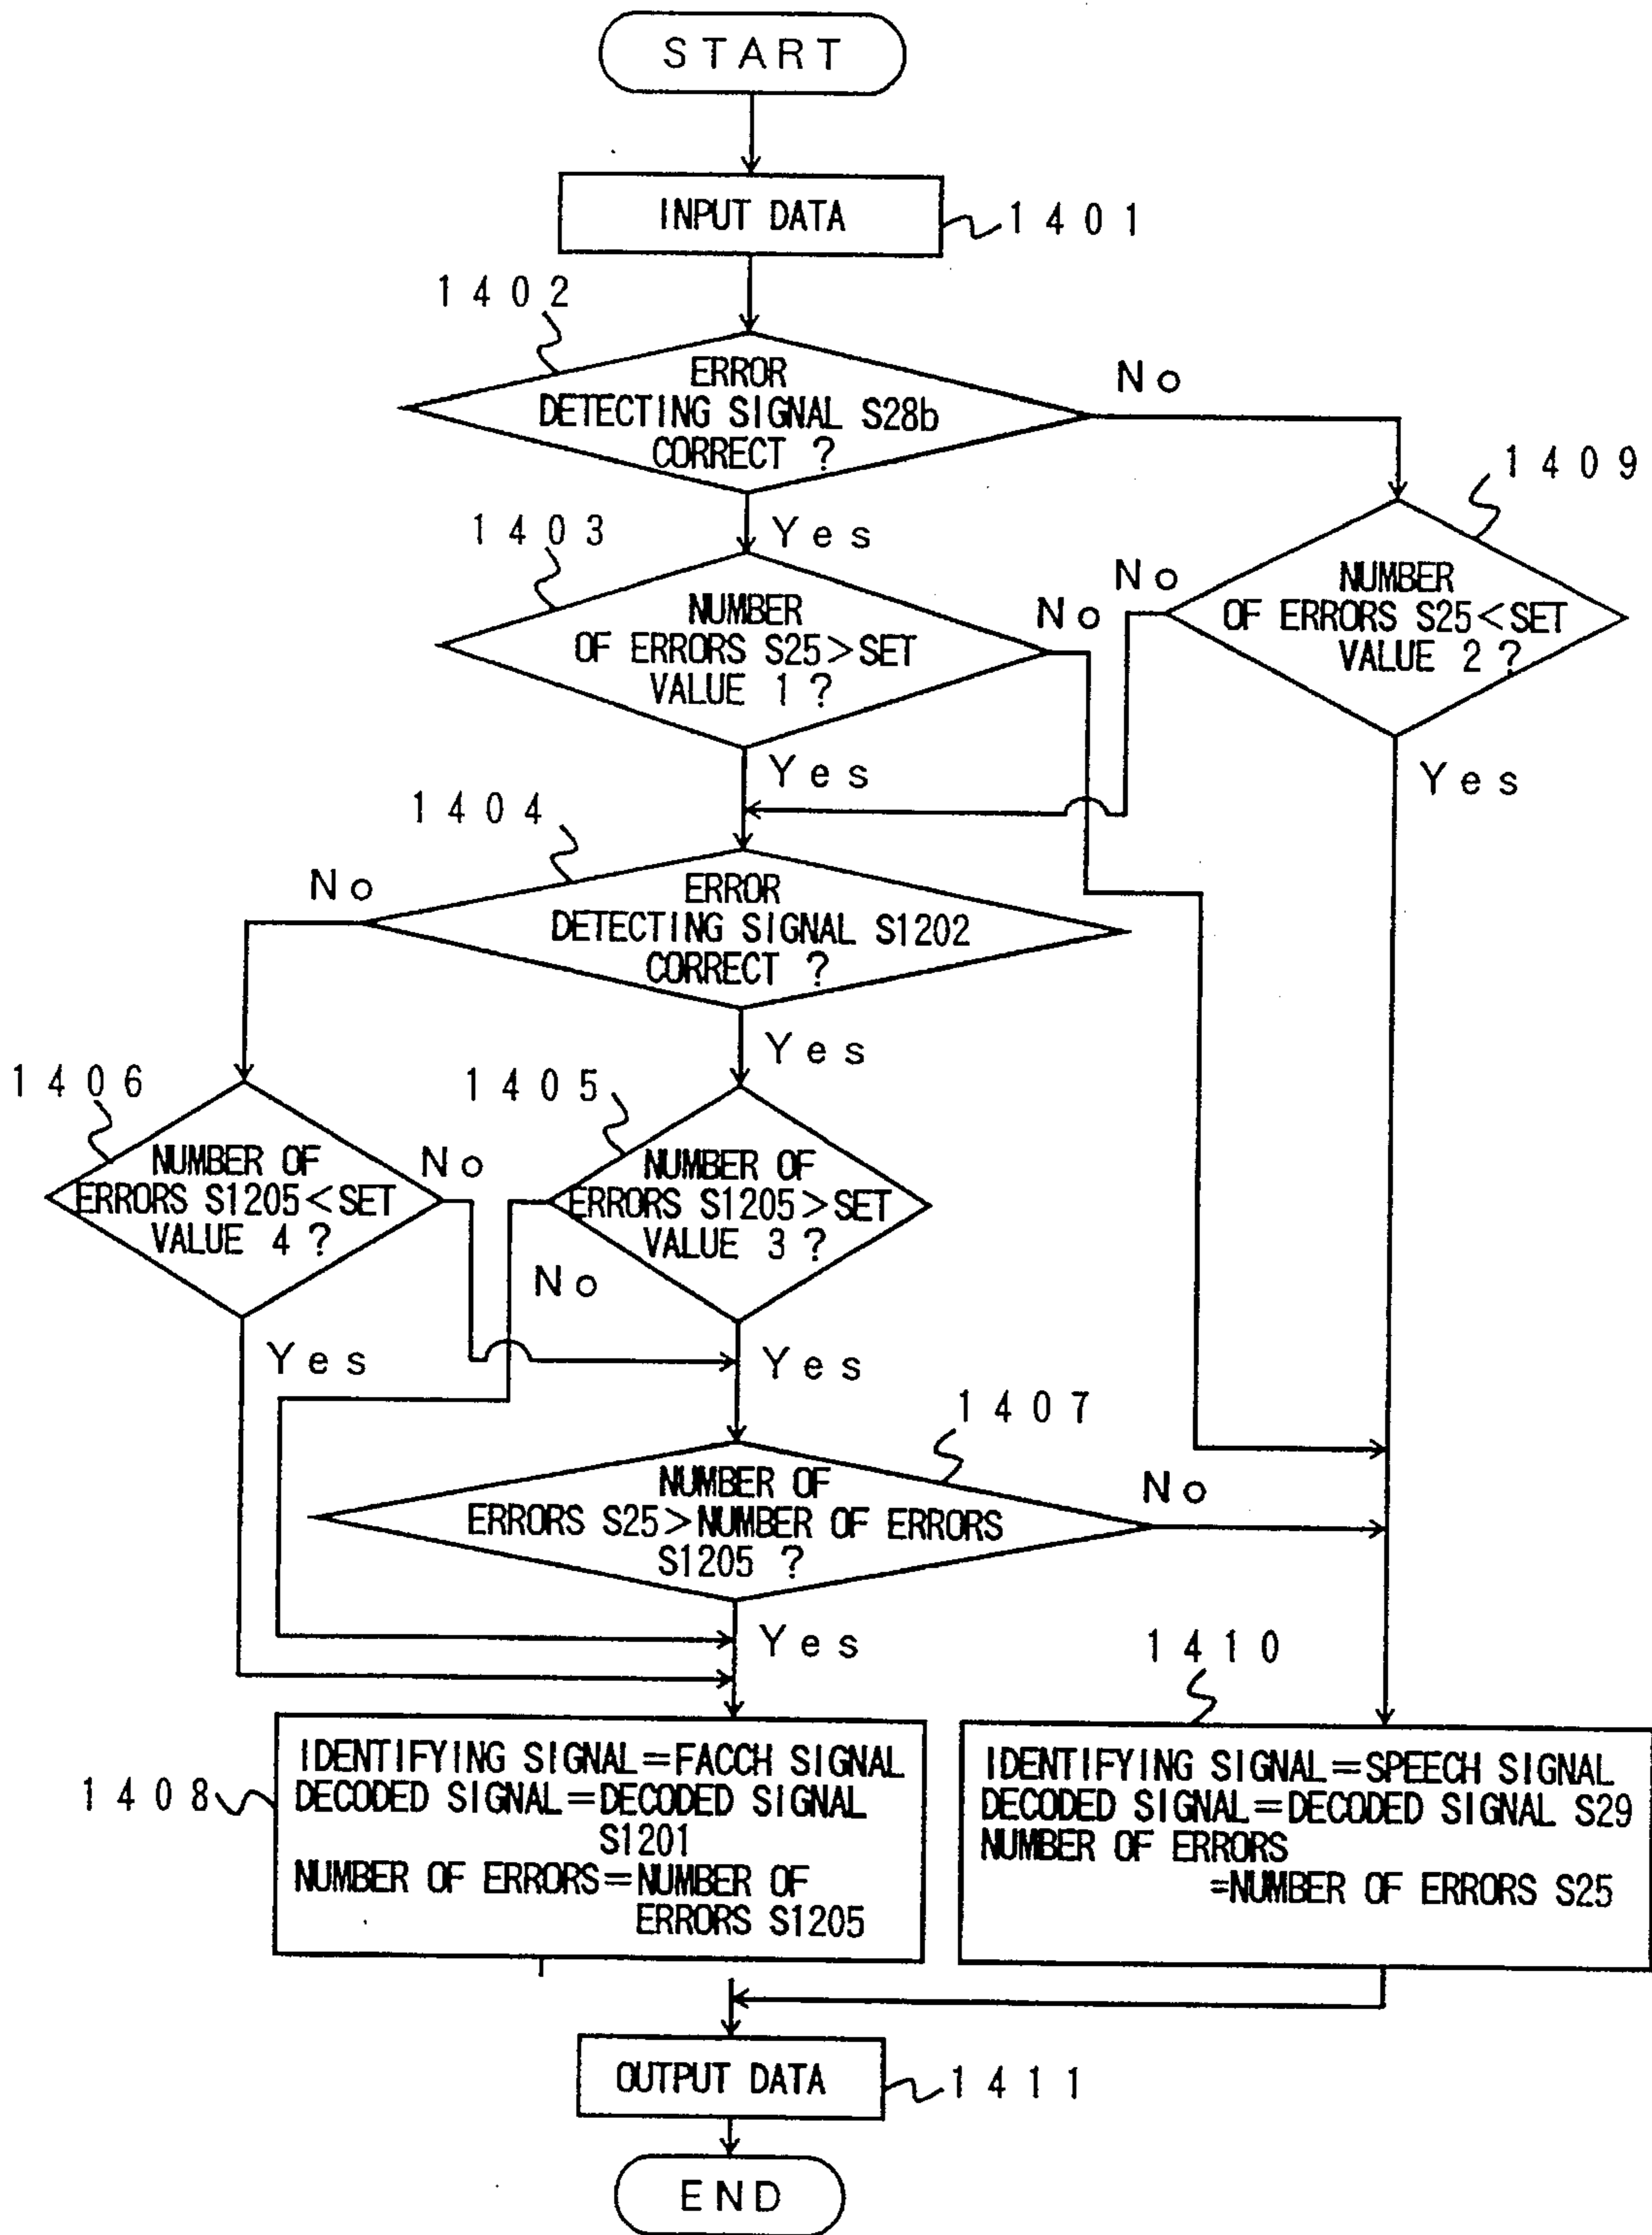 START
INPUT DATA
1401
1402
ERROR
DETECTING SIGNAL S28b
CORRECT ?
No
Yes
1403
NUMBER
OF ERRORS S25>SET
VALUE 1 ?
No
Yes
1409
NUMBER
OF ERRORS S25<SET
VALUE 2 ?
No
Yes
1404
ERROR
DETECTING SIGNAL S1202
CORRECT ?
No
Yes
1406
NUMBER OF
ERRORS S1205<SET
VALUE 4 ?
No
Yes
1405
NUMBER OF
ERRORS S1205>SET
VALUE 3 ?
No
Yes
1407
NUMBER OF
ERRORS S25>NUMBER OF ERRORS
S1205 ?
No
Yes
1408
IDENTIFYING SIGNAL=FACCH SIGNAL
DECODED SIGNAL=DECODED SIGNAL
S1201
NUMBER OF ERRORS=NUMBER OF
ERRORS S1205
1410
IDENTIFYING SIGNAL=SPEECH SIGNAL
DECODED SIGNAL=DECODED SIGNAL S29
NUMBER OF ERRORS
=NUMBER OF ERRORS S25
OUTPUT DATA
1411
END